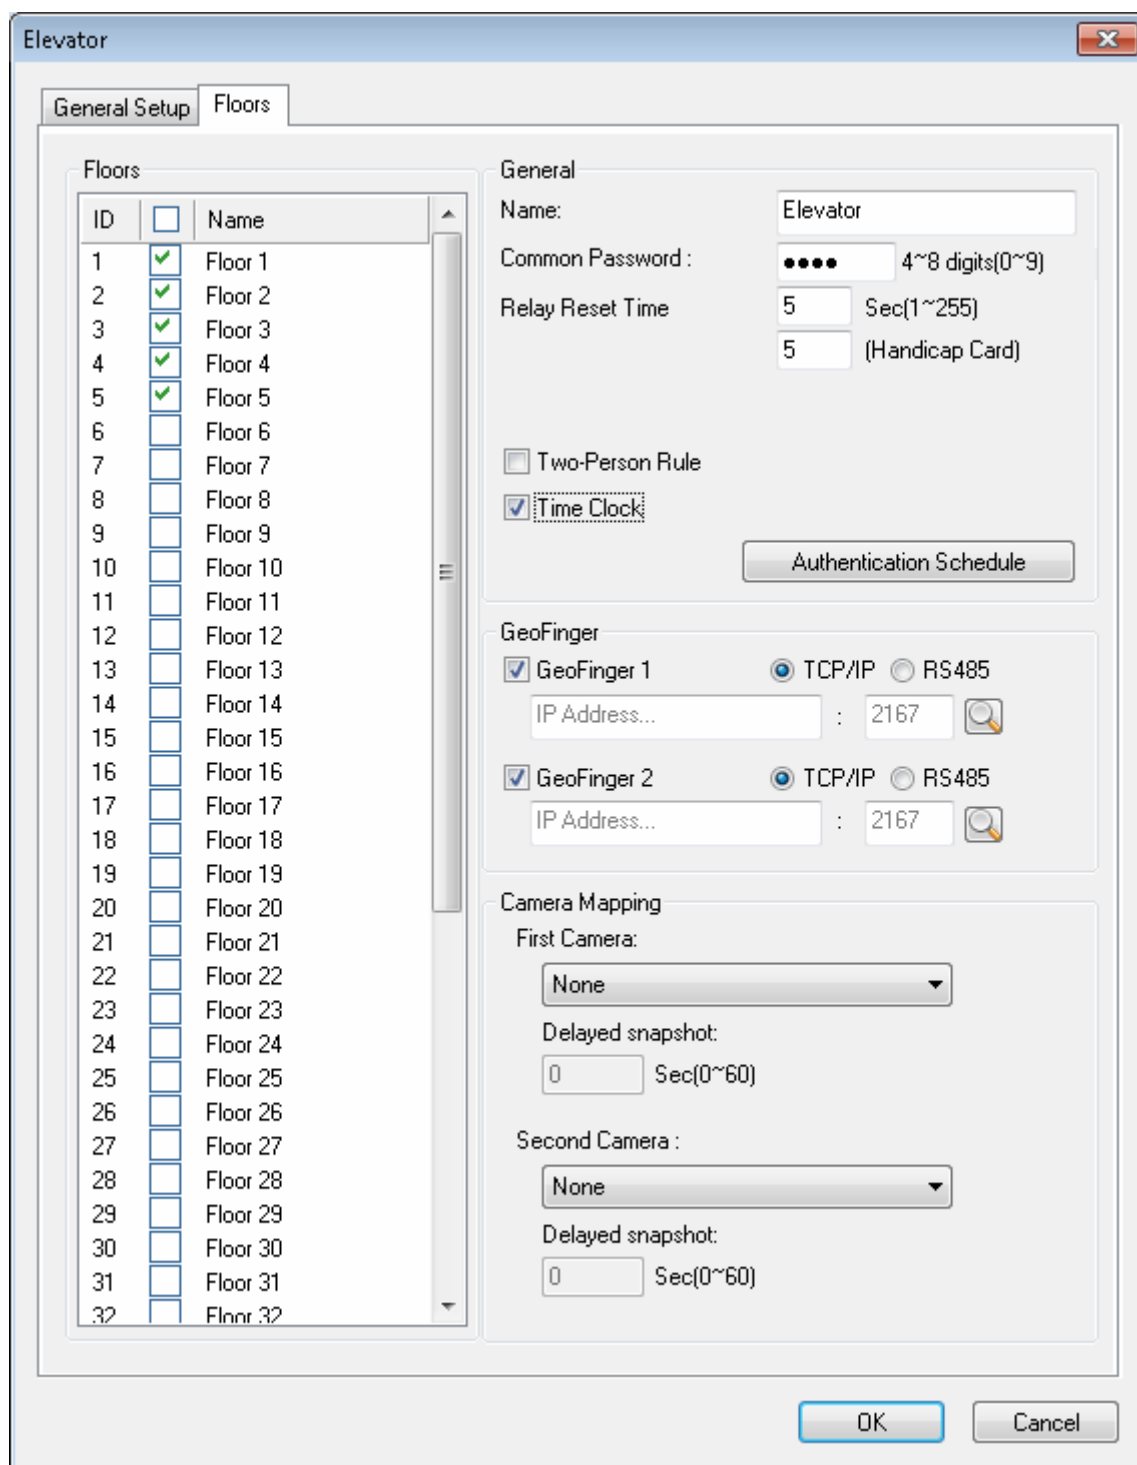 Elevator
General Setup
Floors
Floors
ID Name
1 Floor 1
2 Floor 2
3 Floor 3
4 Floor 4
5 Floor 5
6 Floor 6
7 Floor 7
8 Floor 8
9 Floor 9
10 Floor 10
11 Floor 11
12 Floor 12
13 Floor 13
14 Floor 14
15 Floor 15
16 Floor 16
17 Floor 17
18 Floor 18
19 Floor 19
20 Floor 20
21 Floor 21
22 Floor 22
23 Floor 23
24 Floor 24
25 Floor 25
26 Floor 26
27 Floor 27
28 Floor 28
29 Floor 29
30 Floor 30
31 Floor 31
32 Floor 32
General
Name: Elevator
Common Password : •••• 4~8 digits(0~9)
Relay Reset Time 5 Sec(1~255)
5 (Handicap Card)
Two-Person Rule
Time Clock
Authentication Schedule
GeoFinger
GeoFinger 1 TCP/IP RS485
IP Address... : 2167
GeoFinger 2 TCP/IP RS485
IP Address... : 2167
Camera Mapping
First Camera:
None
Delayed snapshot:
0 Sec(0~60)
Second Camera :
None
Delayed snapshot:
0 Sec(0~60)
OK Cancel